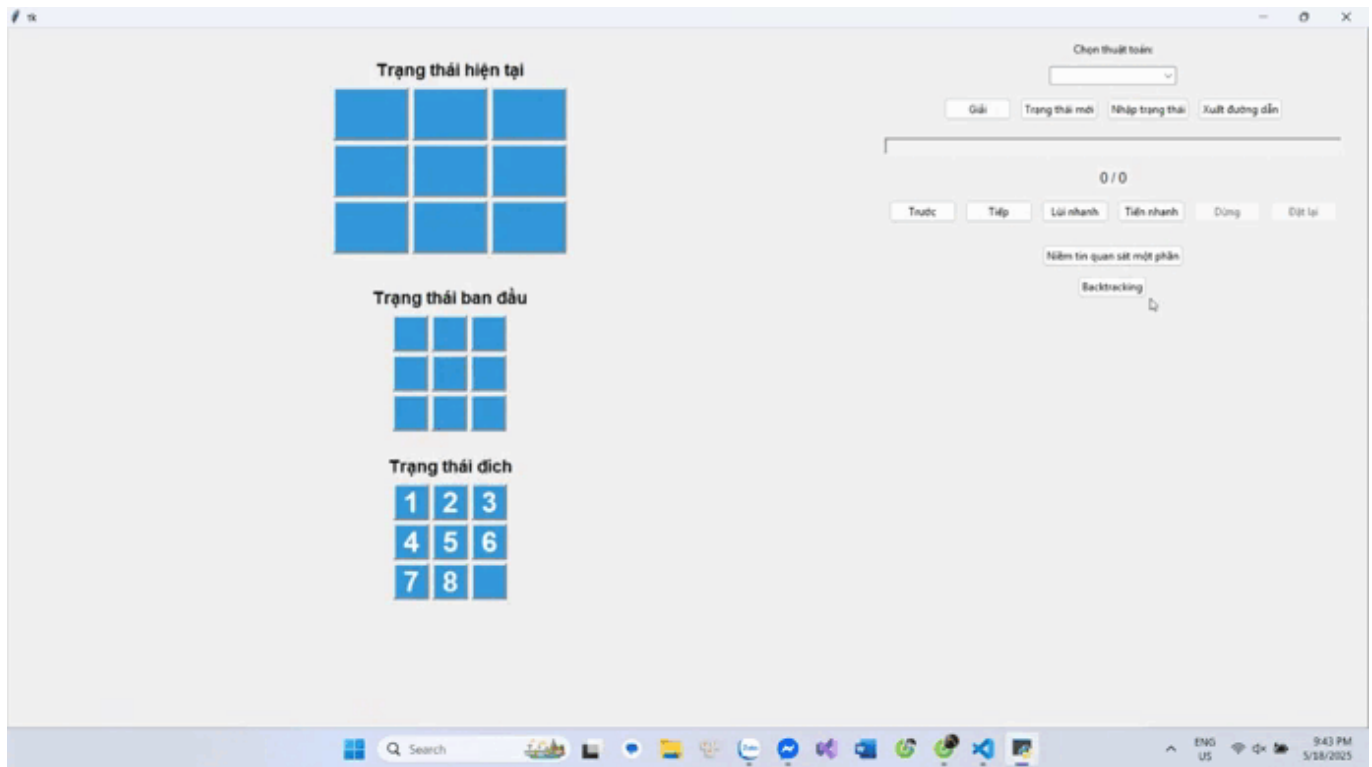 tk
Chọn thuật toán:
Trạng thái hiện tại
Giải Trạng thái mới Nhập trạng thái Xuất đường dẫn
0 / 0
Trước Tiếp Lùi nhanh Tiến nhanh Dừng Đặt lại
Niềm tin quan sát một phần
Backtracking
Trạng thái ban đầu
Trạng thái đích
1 2 3
4 5 6
7 8
Search
Zalo
ENG
US
9:43 PM
5/18/2025